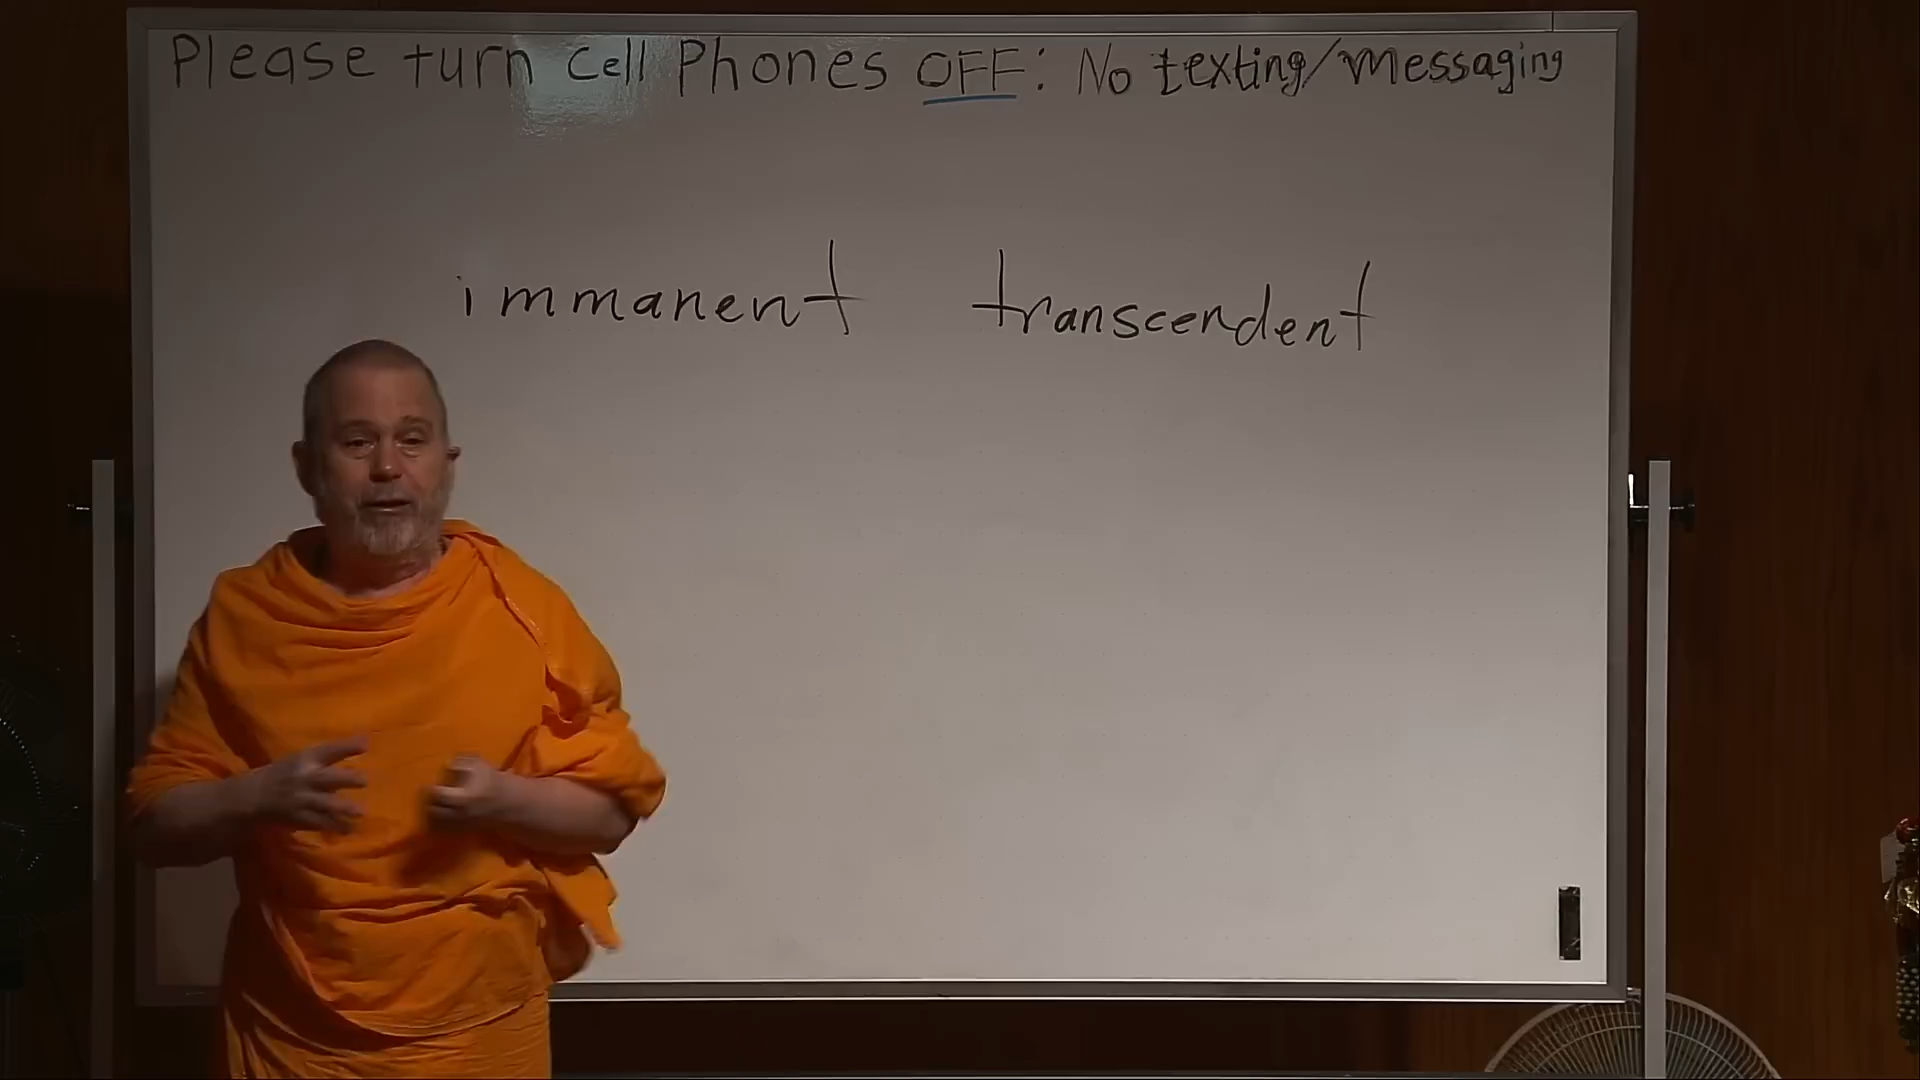 Please turn cell Phones OFF: No texting/messaging
immanent transcendent